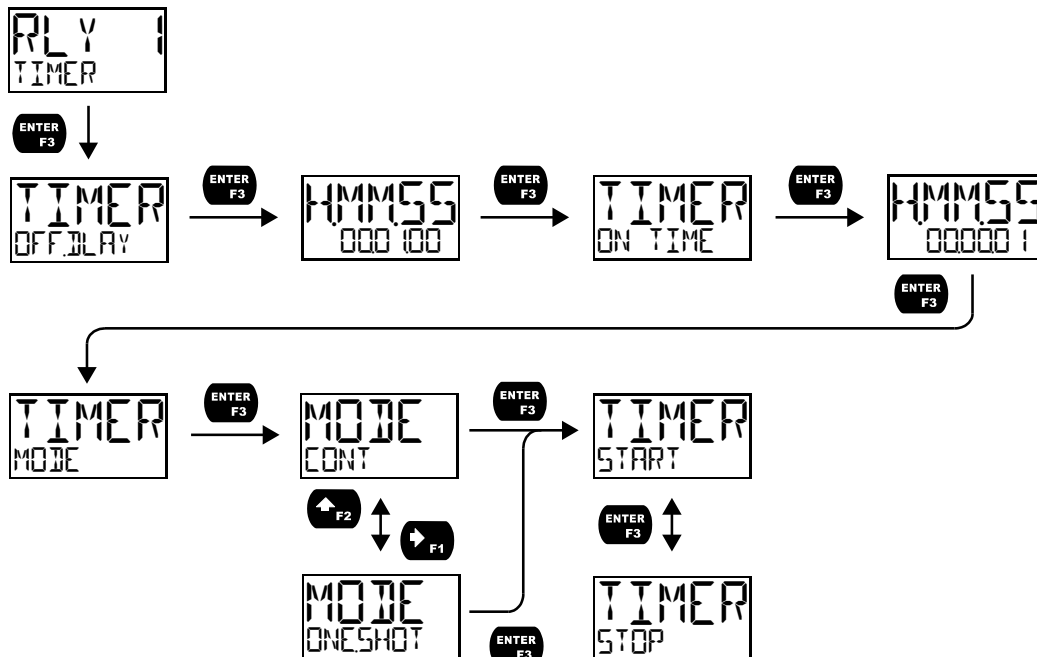 RLY 1
TIMER
ENTER
F3
TIMER
OFF.DLAY
ENTER
F3
H.MM.SS
000 100
ENTER
F3
TIMER
ON TIME
ENTER
F3
H.MM.SS
000001
ENTER
F3
TIMER
MODE
ENTER
F3
MODE
CONT
ENTER
F3
TIMER
START
F2
F1
ENTER
F3
MODE
ONE.SHOT
ENTER
F3
TIMER
STOP